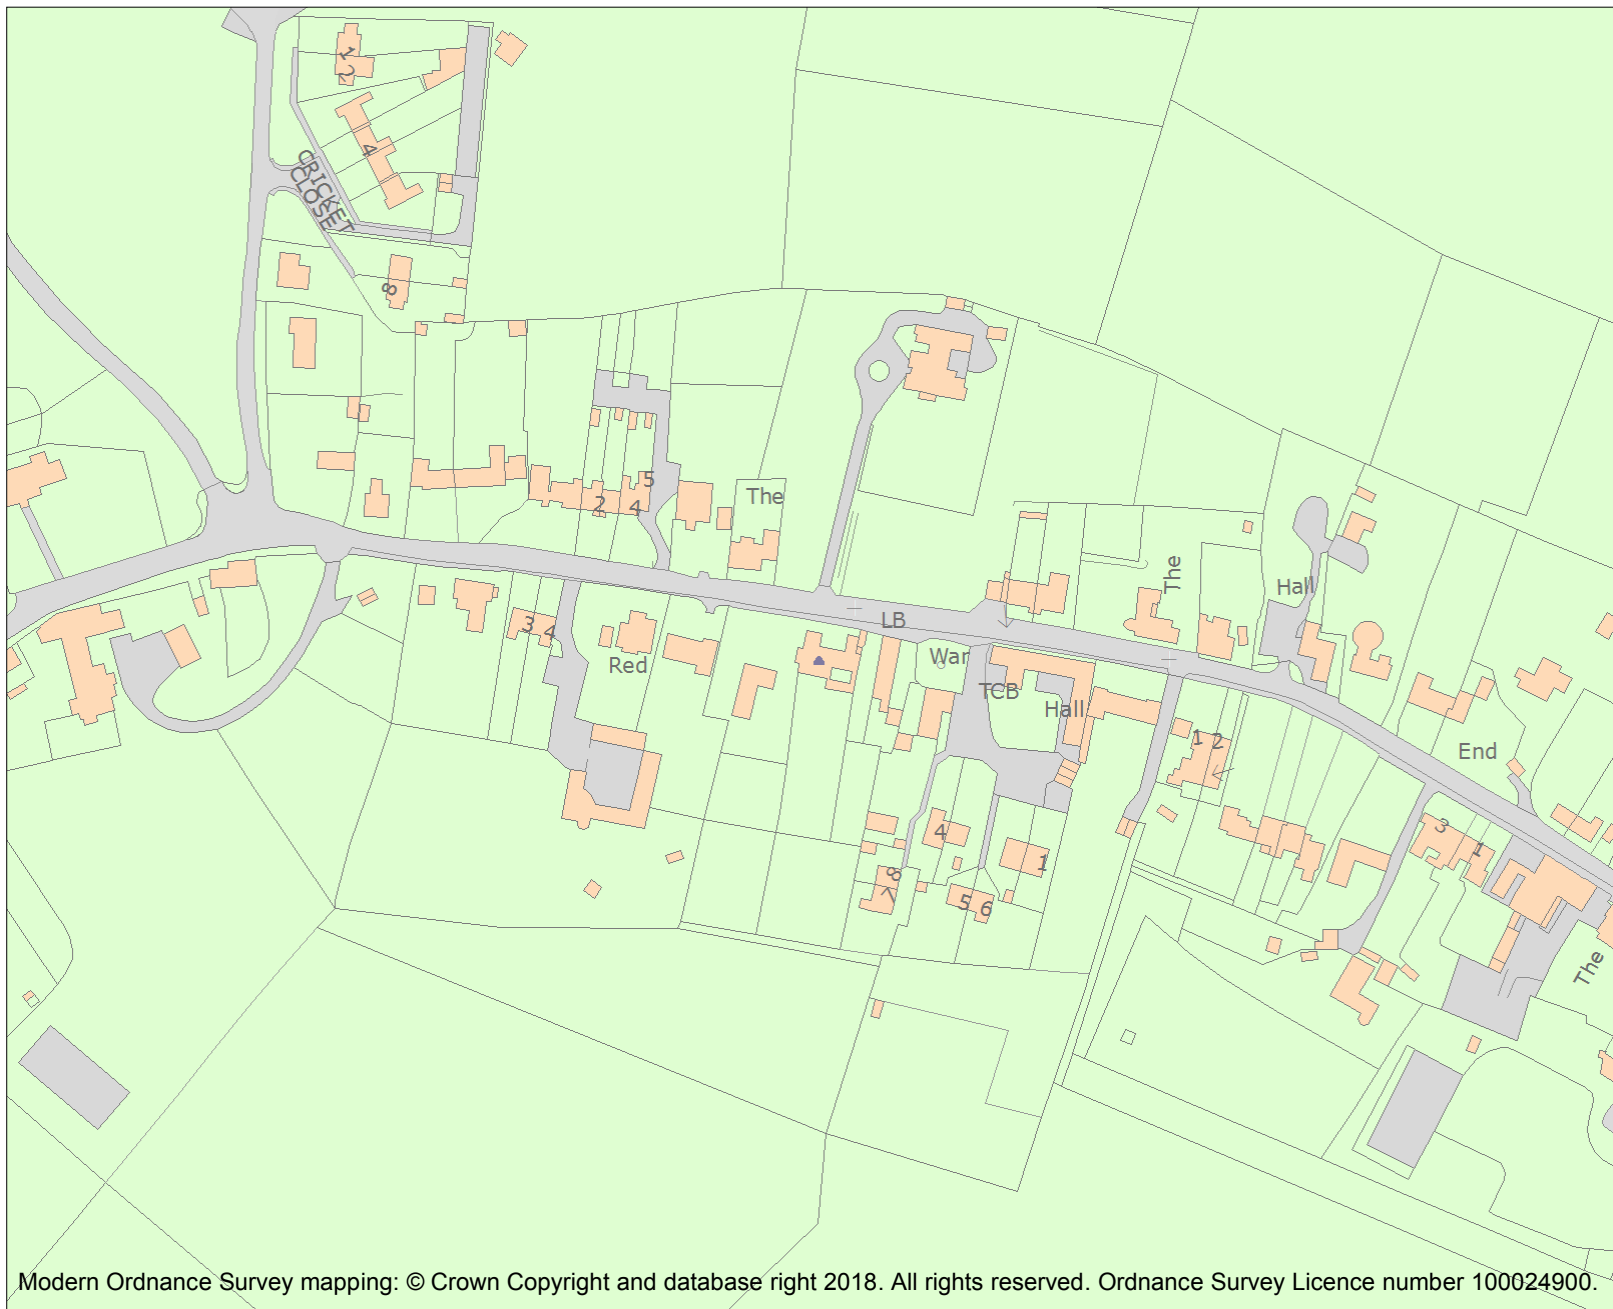 1
2
4
CRICKET
CLOSE
8
5
2
4
The
The
Hall
LB
3
4
Red
War
TCB
Hall
1
2
End
4
3
1
1
8
7
5
6
The
Modern Ordnance Survey mapping: © Crown Copyright and database right 2018. All rights reserved. Ordnance Survey Licence number 100024900.